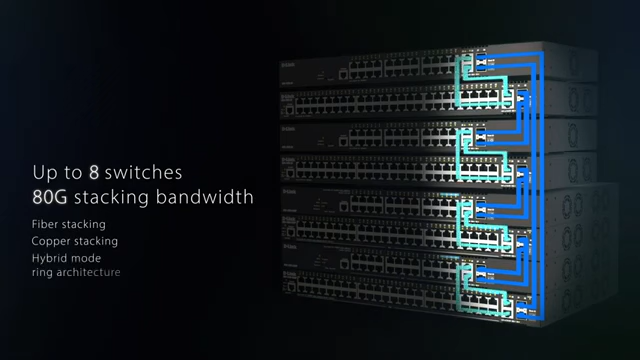 Up to 8 switches
80G stacking bandwidth
Fiber stacking
Copper stacking
Hybrid mode
ring architecture